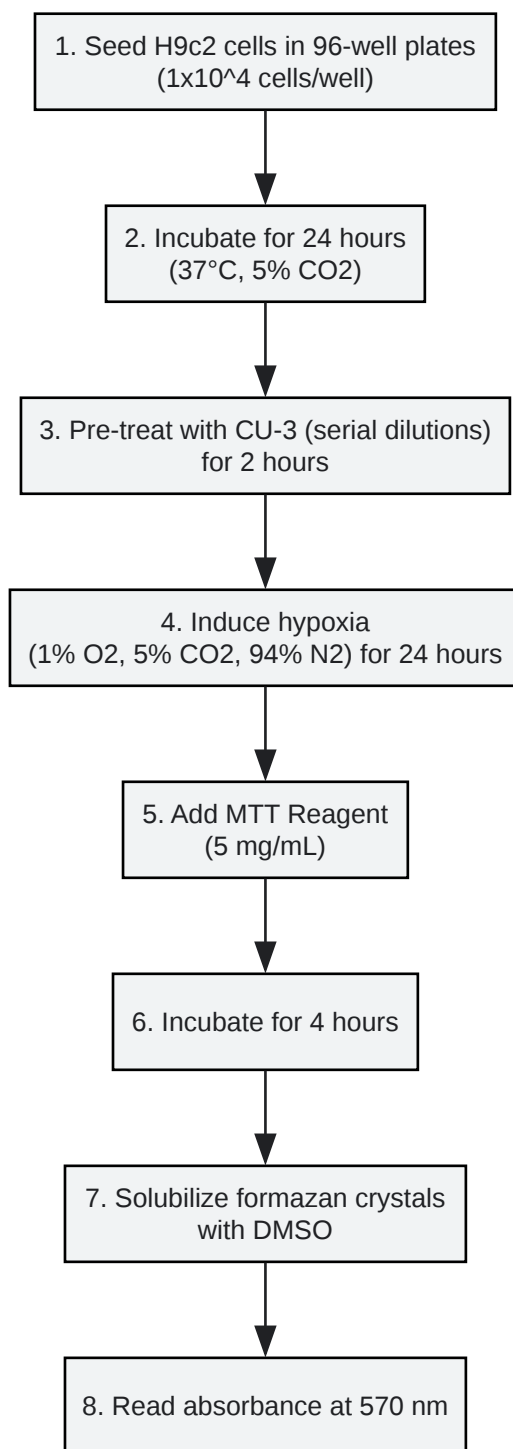 1. Seed H9c2 cells in 96-well plates
(1x10^4 cells/well)
2. Incubate for 24 hours
(37°C, 5% CO2)
3. Pre-treat with CU-3 (serial dilutions)
for 2 hours
4. Induce hypoxia
(1% O2, 5% CO2, 94% N2) for 24 hours
5. Add MTT Reagent
(5 mg/mL)
6. Incubate for 4 hours
7. Solubilize formazan crystals
with DMSO
8. Read absorbance at 570 nm